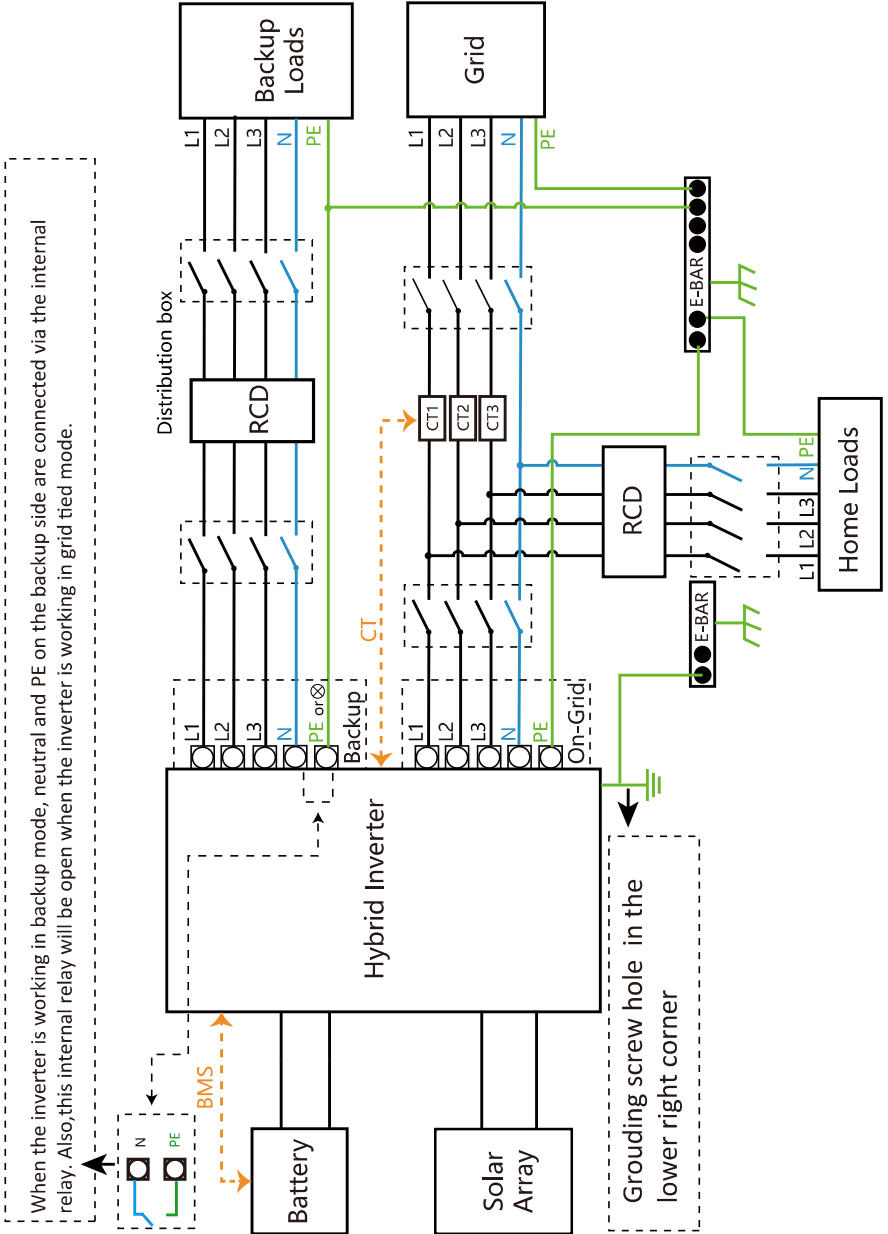 When the inverter is working in backup mode, neutral and PE on the backup side are connected via the internal
relay. Also,this internal relay will be open when the inverter is working in grid tied mode.
Backup
Loads
L1
L2
L3
N
PE
Distribution box
RCD
L1
L2
L3
N
PE or⊗
Backup
Grid
L1
L2
L3
N
PE
CT1
CT2
CT3
CT
L1
L2
L3
N
PE
On-Grid
E-BAR
RCD
PE
N
L3
L2
L1
Home Loads
E-BAR
Hybrid Inverter
N
PE
BMS
Battery
Solar
Array
Grouding screw hole in the
lower right corner